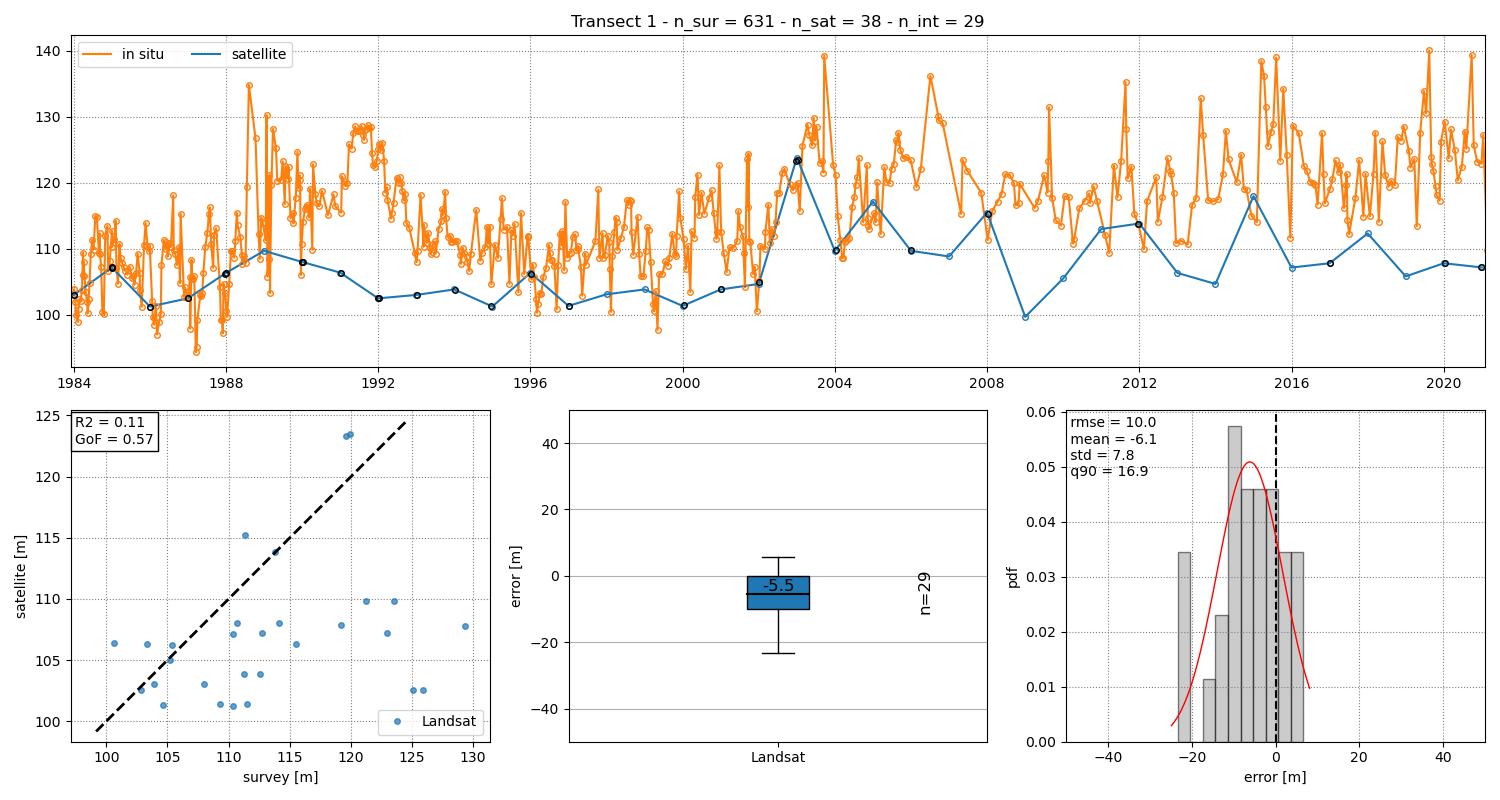 Transect 1 - n_sur = 631 - n_sat = 38 - n_int = 29
in situ satellite
140
130
120
110
100
1984 1988 1992 1996 2000 2004 2008 2012 2016 2020
R2 = 0.11
GoF = 0.57
125
120
115
110
105
100
satellite [m]
Landsat
100 105 110 115 120 125 130
survey [m]
40
20
0
−20
−40
error [m]
-5.5
n=29
Landsat
rmse = 10.0
mean = -6.1
std = 7.8
q90 = 16.9
0.06
0.05
0.04
0.03
0.02
0.01
0.00
pdf
−40 −20 0 20 40
error [m]